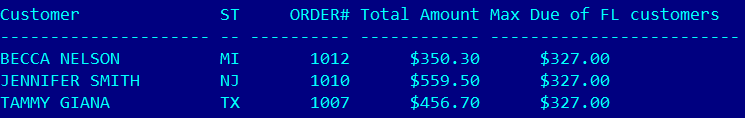 Customer ST ORDER# Total Amount Max Due of FL customers
-------------------- -- ---------- ------------ -------------------------
BECCA NELSON MI 1012 $350.30 $327.00
JENNIFER SMITH NJ 1010 $559.50 $327.00
TAMMY GIANA TX 1007 $456.70 $327.00